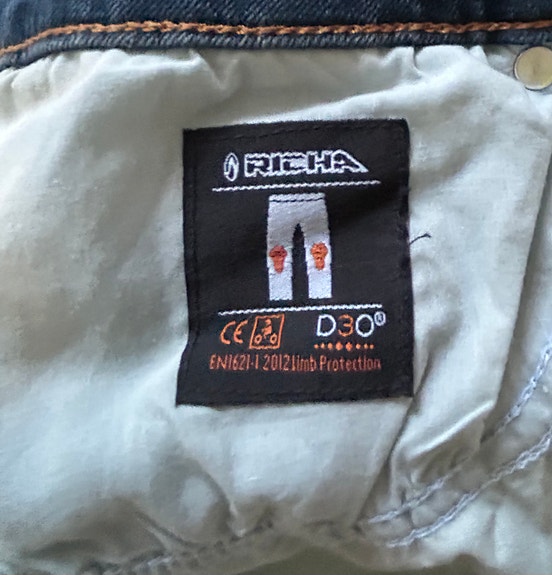 RICHA
CE D3O®
EN1621-1 2012 limb Protection